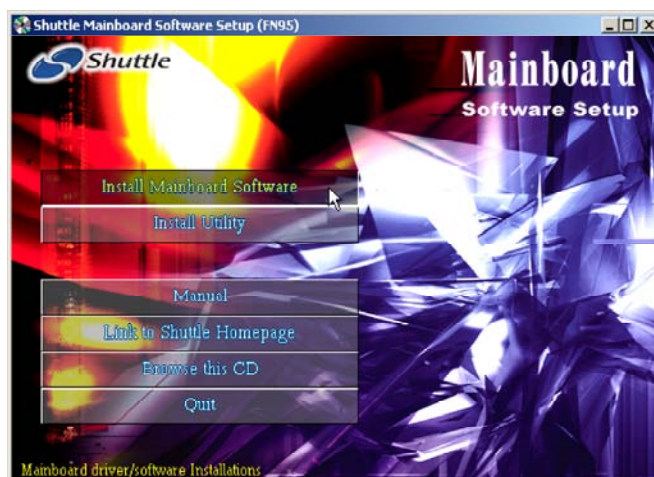 Shuttle Mainboard Software Setup (FN95)
Shuttle
Mainboard
Software Setup
Install Mainboard Software
Install Utility
Manual
Link to Shuttle Homepage
Browse this CD
Quit
Mainboard driver/software Installations